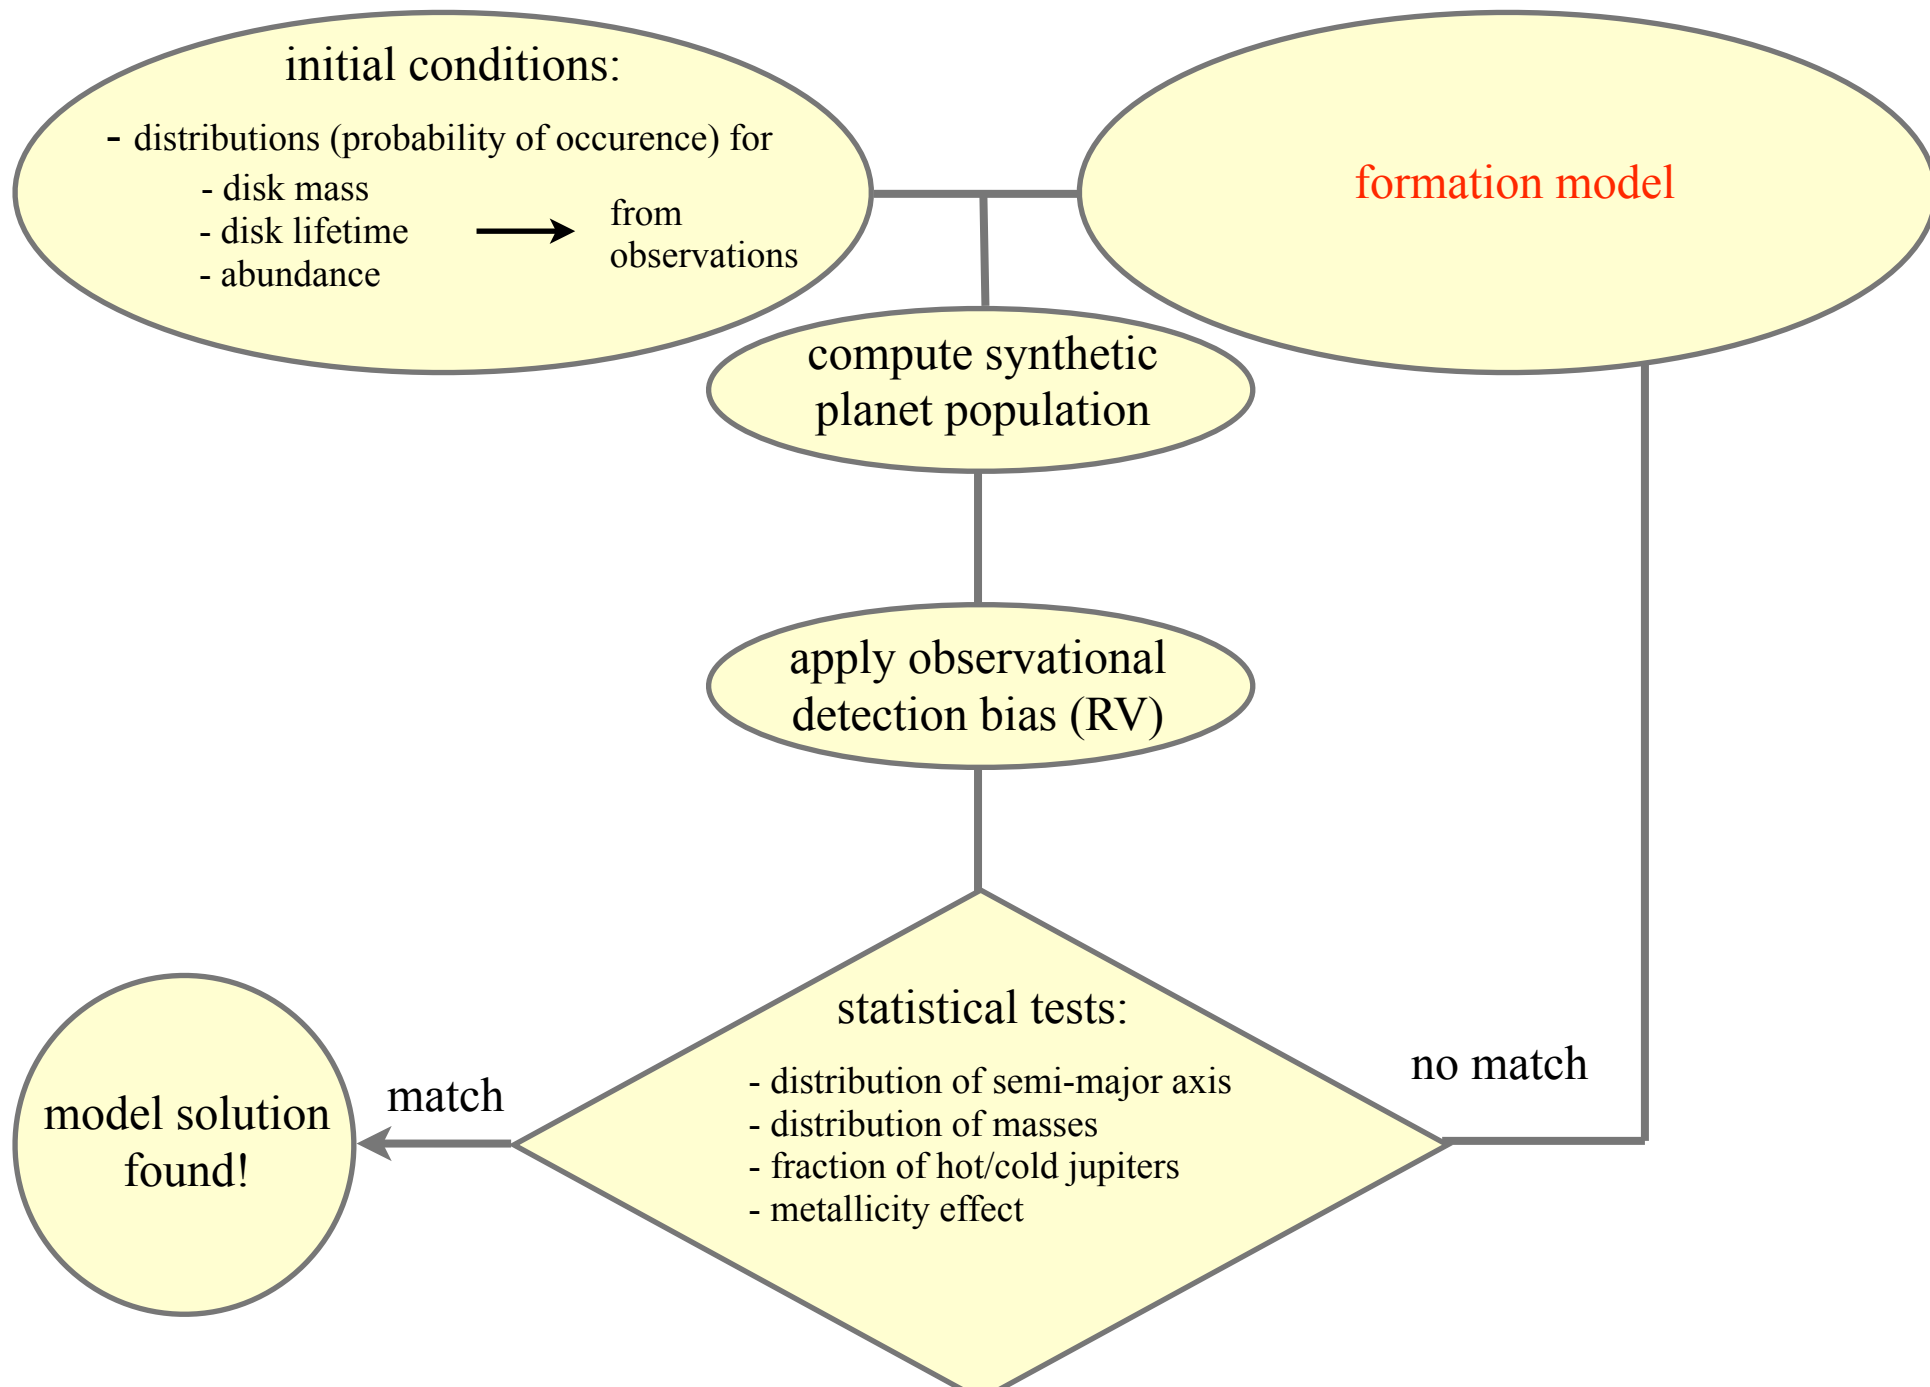 initial conditions:
- distributions (probability of occurence) for
- disk mass
- disk lifetime
- abundance
from
observations
formation model
compute synthetic
planet population
apply observational
detection bias (RV)
statistical tests:
- distribution of semi-major axis
- distribution of masses
- fraction of hot/cold jupiters
- metallicity effect
no match
match
model solution
found!